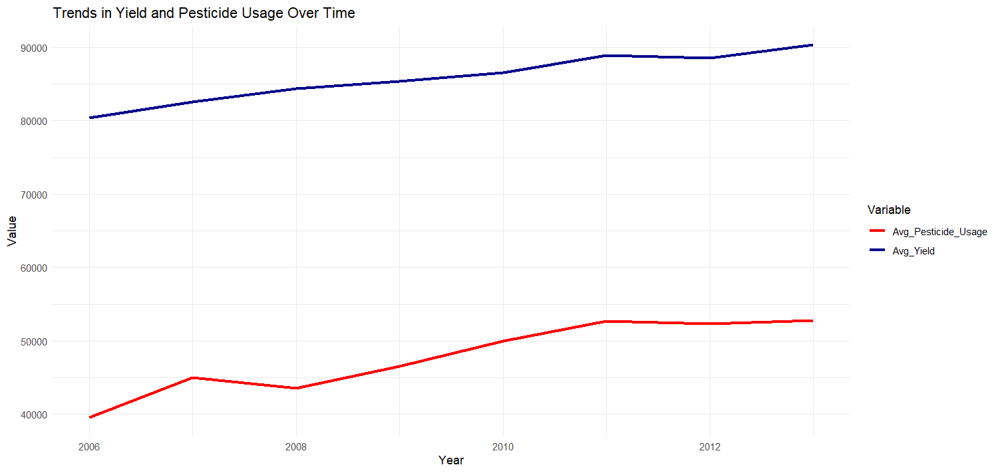 Trends in Yield and Pesticide Usage Over Time
90000
80000
70000
60000
50000
40000
Value
2006 2008 2010 2012
Year
Variable
Avg_Pesticide_Usage
Avg_Yield